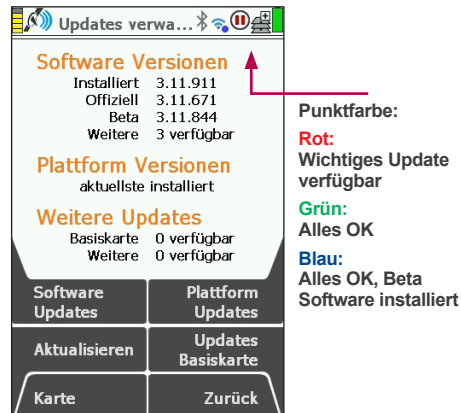 Updates verwa...
Software Versionen
Installiert 3.11.911
Offiziell 3.11.671
Beta 3.11.844
Weitere 3 verfügbar
Plattform Versionen
aktuellste installiert
Weitere Updates
Basiskarte 0 verfügbar
Weitere 0 verfügbar
Software Updates
Plattform Updates
Aktualisieren
Updates Basiskarte
Karte
Zurück
Punktfarbe:
Rot:
Wichtiges Update
verfügbar
Grün:
Alles OK
Blau:
Alles OK, Beta
Software installiert